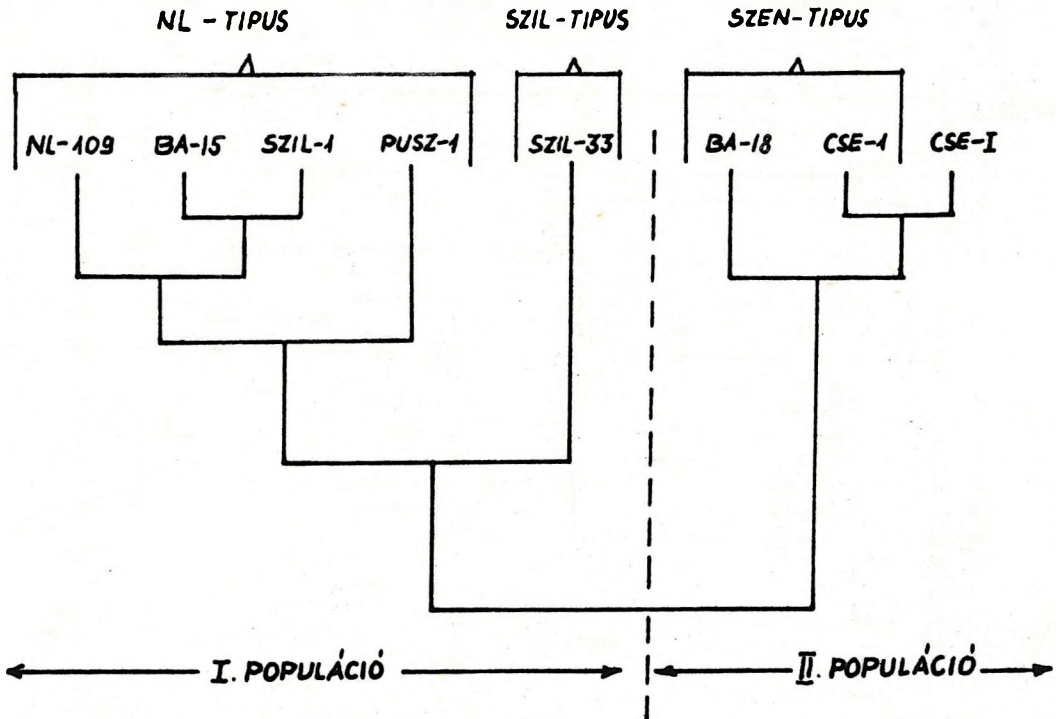 NL - TIPUS SZIL - TIPUS SZEN - TIPUS
NL-109 BA-15 SZIL-1 PUSZ-1 SZIL-33 BA-18 CSE-1 CSE-I
I. POPULÁCIÓ II. POPULÁCIÓ